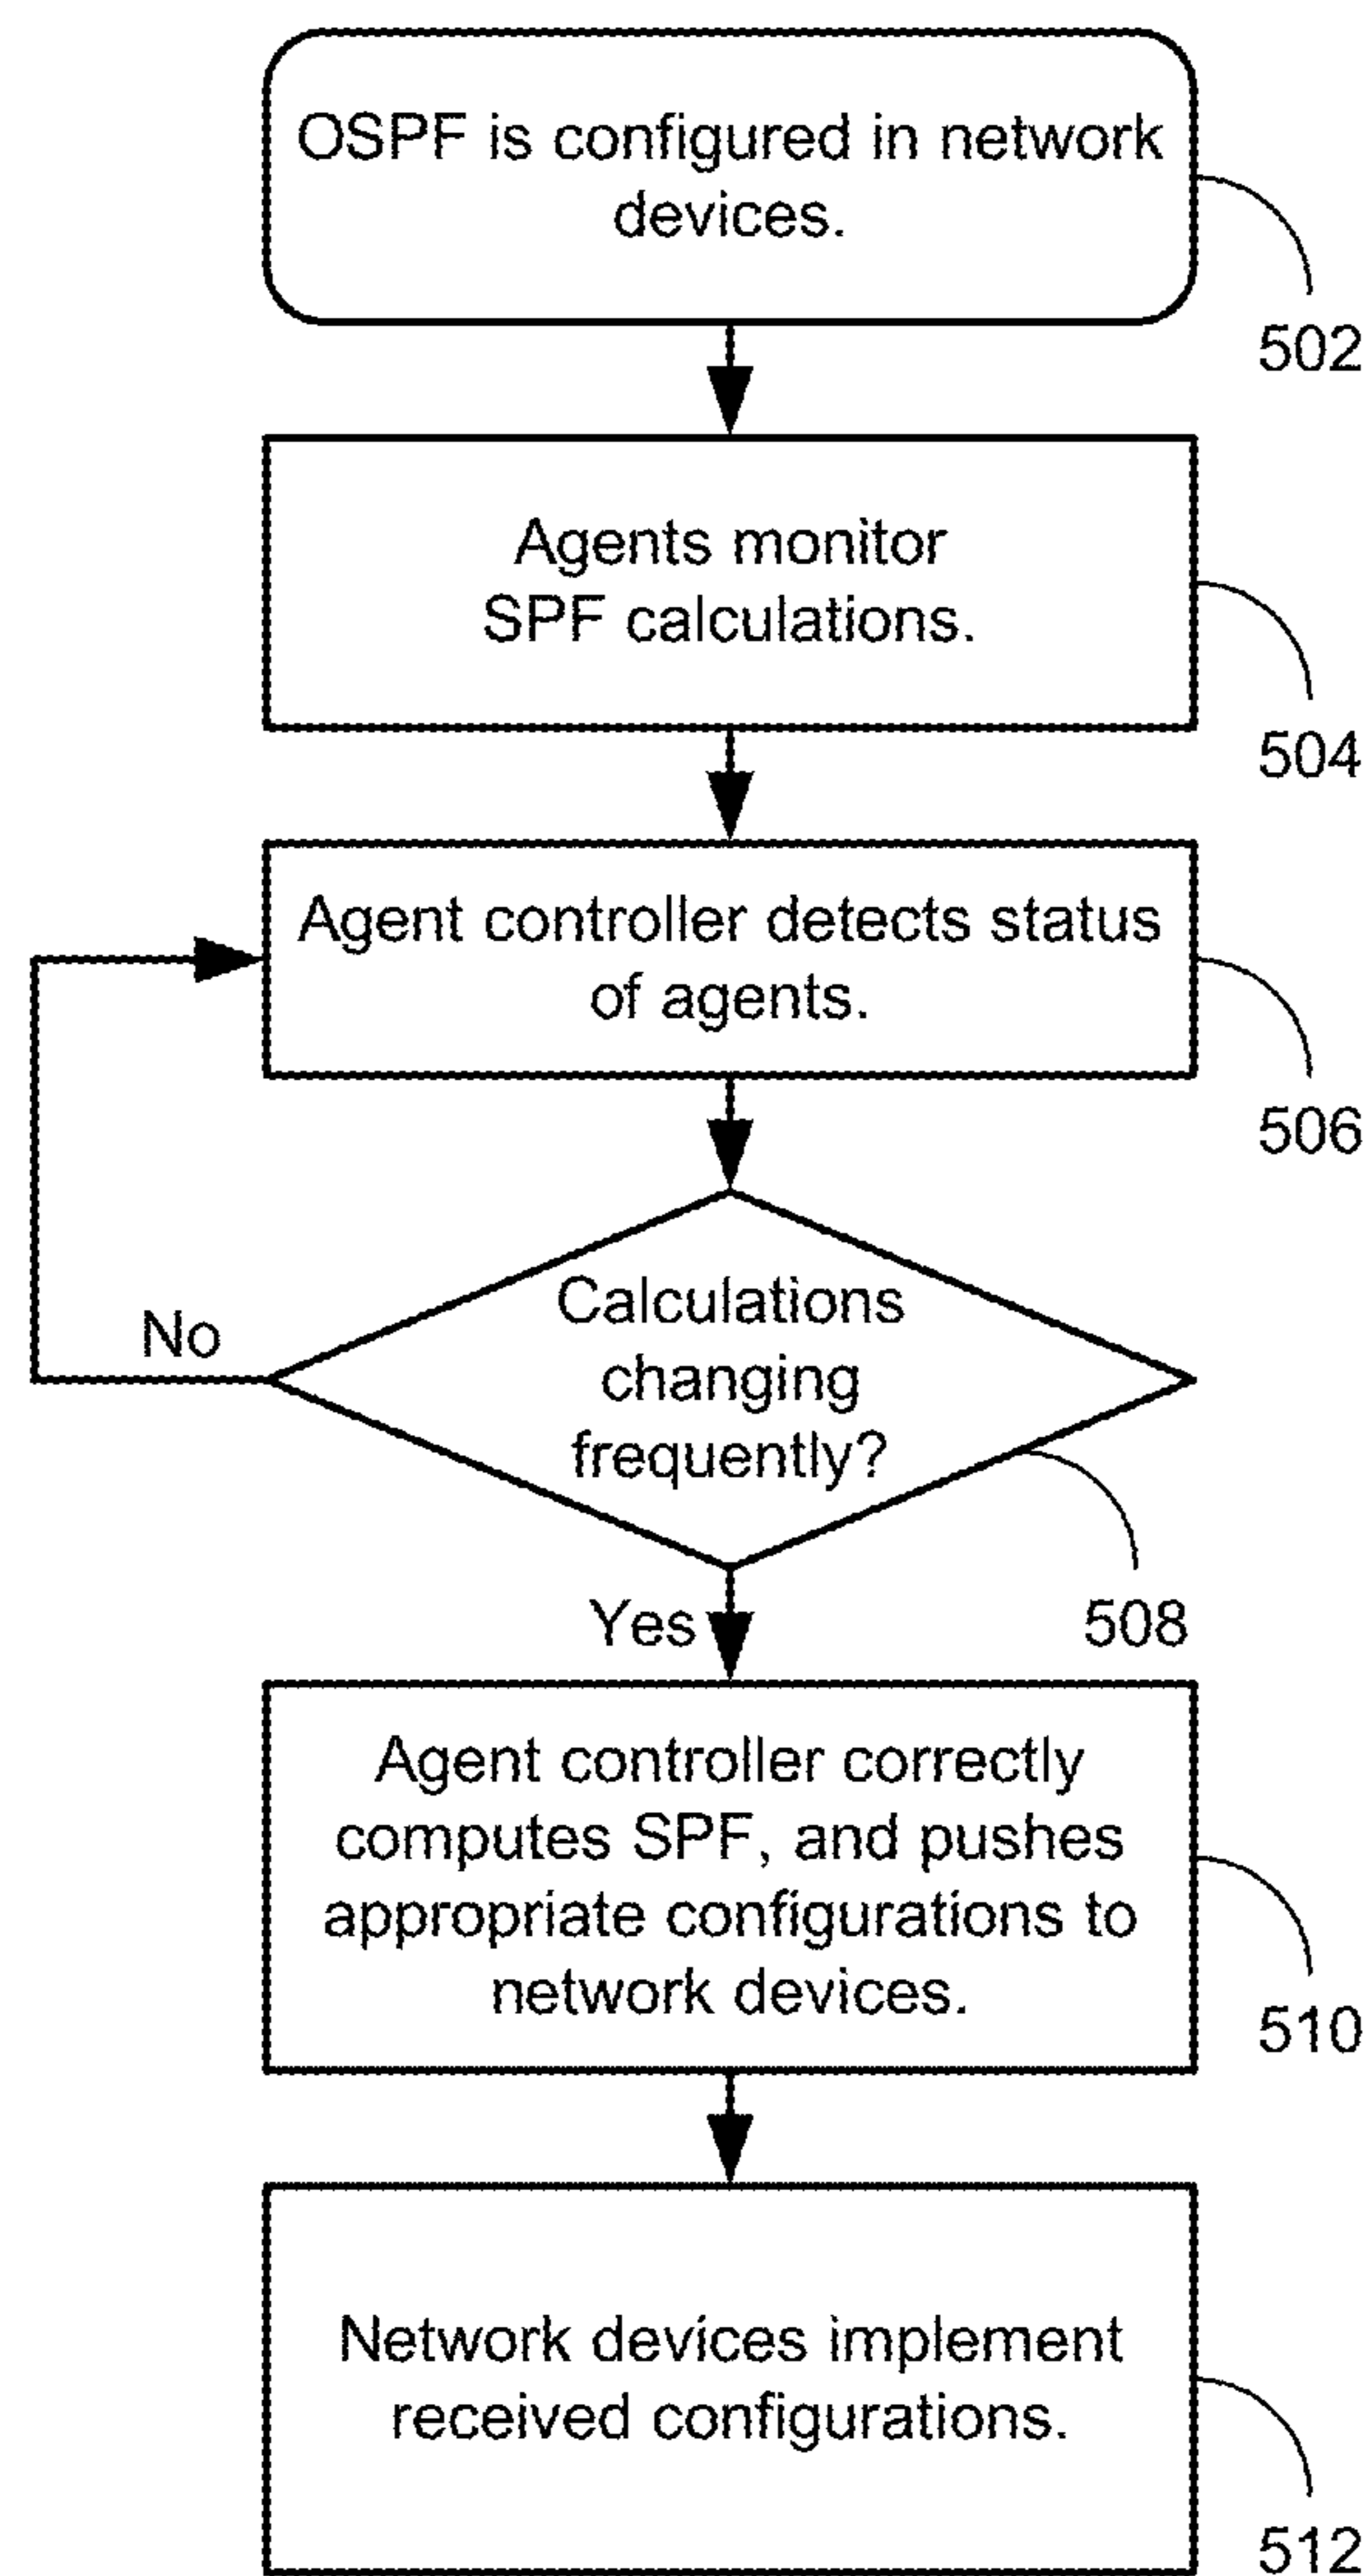 OSPF is configured in network
devices.
502
Agents monitor
SPF calculations.
504
Agent controller detects status
of agents.
506
Calculations
changing
frequently?
No
Yes
508
Agent controller correctly
computes SPF, and pushes
appropriate configurations to
network devices.
510
Network devices implement
received configurations.
512